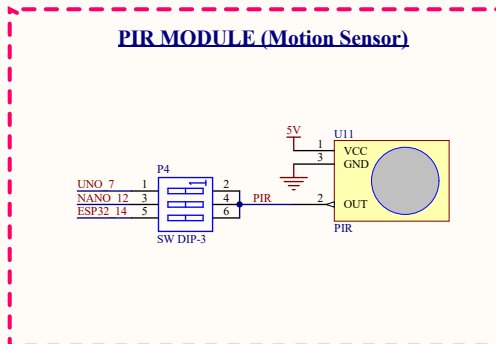 PIR MODULE (Motion Sensor)
5V
U11
1 VCC
3 GND
P4
UNO 7 1 2
NANO 12 3 4 PIR 2 OUT
ESP32 14 5 6
SW DIP-3
PIR